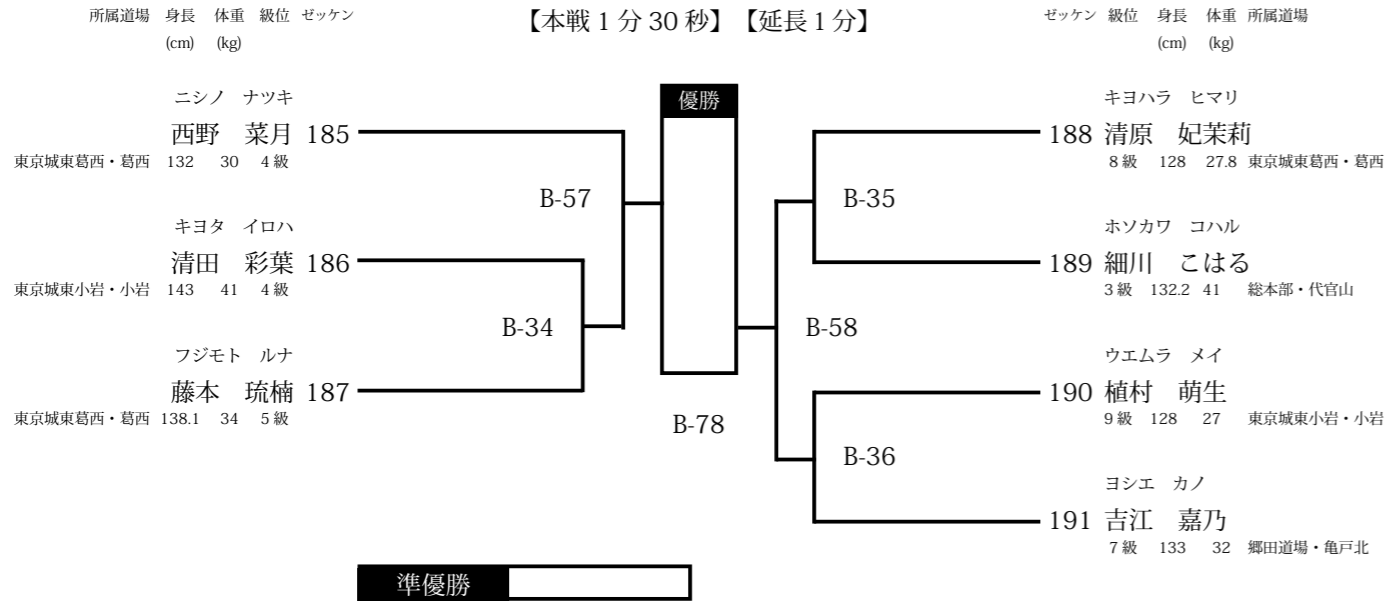 所属道場 身長 体重 級位 ゼッケン
(cm) (kg)
【本戦 1 分 30 秒】【延長 1 分】
ゼッケン 級位 身長 体重 所属道場
(cm) (kg)
ニシノ ナツキ
西野 菜月 185
東京城東葛西・葛西 132 30 4 級
キヨタ イロハ
清田 彩葉 186
東京城東小岩・小岩 143 41 4 級
フジモト ルナ
藤本 琉楠 187
東京城東葛西・葛西 138.1 34 5 級
B-57
B-34
優勝
B-78
B-35
B-58
B-36
キヨハラ ヒマリ
188 清原 妃茉莉
8 級 128 27.8 東京城東葛西・葛西
ホソカワ コハル
189 細川 こはる
3 級 132.2 41 総本部・代官山
ウエムラ メイ
190 植村 萌生
9 級 128 27 東京城東小岩・小岩
ヨシエ カノ
191 吉江 嘉乃
7 級 133 32 郷田道場・亀戸北
準優勝